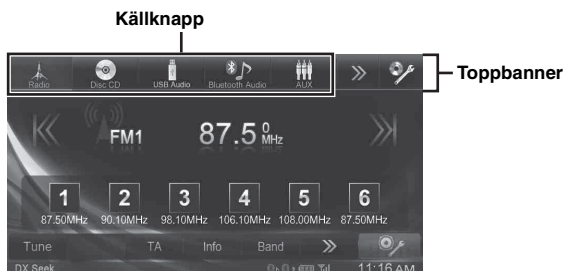 Källknapp
Radio Disc CD USB Audio Bluetooth Audio AUX
Toppbanner
FM1 87.50 MHz
1 2 3 4 5 6
87.50MHz 90.10MHz 98.10MHz 106.10MHz 108.00MHz 87.50MHz
Tune TA Info Band
DX Seek 11:16 AM